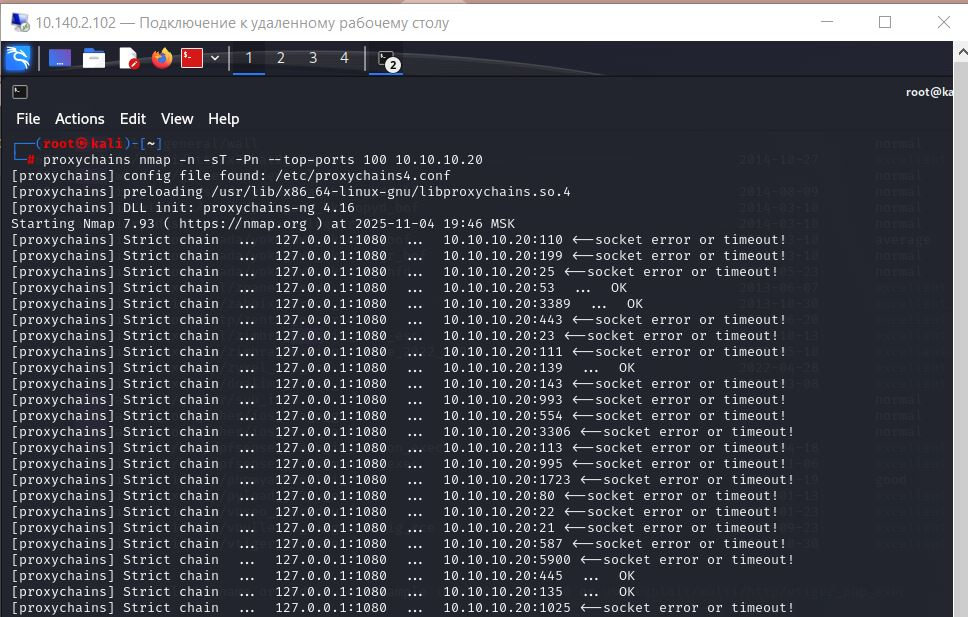 10.140.2.102 — Подключение к удаленному рабочему столу
1 2 3 4 2
root@ka
File Actions Edit View Help
┌──(root㉿kali)-[~]
└─# proxychains nmap -n -sT -Pn --top-ports 100 10.10.10.20
[proxychains] config file found: /etc/proxychains4.conf
[proxychains] preloading /usr/lib/x86_64-linux-gnu/libproxychains.so.4
[proxychains] DLL init: proxychains-ng 4.16
Starting Nmap 7.93 ( https://nmap.org ) at 2025-11-04 19:46 MSK
[proxychains] Strict chain ... 127.0.0.1:1080 ... 10.10.10.20:110 <--socket error or timeout!
[proxychains] Strict chain ... 127.0.0.1:1080 ... 10.10.10.20:199 <--socket error or timeout!
[proxychains] Strict chain ... 127.0.0.1:1080 ... 10.10.10.20:25 <--socket error or timeout!
[proxychains] Strict chain ... 127.0.0.1:1080 ... 10.10.10.20:53 ... OK
[proxychains] Strict chain ... 127.0.0.1:1080 ... 10.10.10.20:3389 ... OK
[proxychains] Strict chain ... 127.0.0.1:1080 ... 10.10.10.20:443 <--socket error or timeout!
[proxychains] Strict chain ... 127.0.0.1:1080 ... 10.10.10.20:23 <--socket error or timeout!
[proxychains] Strict chain ... 127.0.0.1:1080 ... 10.10.10.20:111 <--socket error or timeout!
[proxychains] Strict chain ... 127.0.0.1:1080 ... 10.10.10.20:139 ... OK
[proxychains] Strict chain ... 127.0.0.1:1080 ... 10.10.10.20:143 <--socket error or timeout!
[proxychains] Strict chain ... 127.0.0.1:1080 ... 10.10.10.20:993 <--socket error or timeout!
[proxychains] Strict chain ... 127.0.0.1:1080 ... 10.10.10.20:554 <--socket error or timeout!
[proxychains] Strict chain ... 127.0.0.1:1080 ... 10.10.10.20:3306 <--socket error or timeout!
[proxychains] Strict chain ... 127.0.0.1:1080 ... 10.10.10.20:113 <--socket error or timeout!
[proxychains] Strict chain ... 127.0.0.1:1080 ... 10.10.10.20:995 <--socket error or timeout!
[proxychains] Strict chain ... 127.0.0.1:1080 ... 10.10.10.20:1723 <--socket error or timeout!
[proxychains] Strict chain ... 127.0.0.1:1080 ... 10.10.10.20:80 <--socket error or timeout!
[proxychains] Strict chain ... 127.0.0.1:1080 ... 10.10.10.20:22 <--socket error or timeout!
[proxychains] Strict chain ... 127.0.0.1:1080 ... 10.10.10.20:21 <--socket error or timeout!
[proxychains] Strict chain ... 127.0.0.1:1080 ... 10.10.10.20:587 <--socket error or timeout!
[proxychains] Strict chain ... 127.0.0.1:1080 ... 10.10.10.20:5900 <--socket error or timeout!
[proxychains] Strict chain ... 127.0.0.1:1080 ... 10.10.10.20:445 ... OK
[proxychains] Strict chain ... 127.0.0.1:1080 ... 10.10.10.20:135 ... OK
[proxychains] Strict chain ... 127.0.0.1:1080 ... 10.10.10.20:1025 <--socket error or timeout!